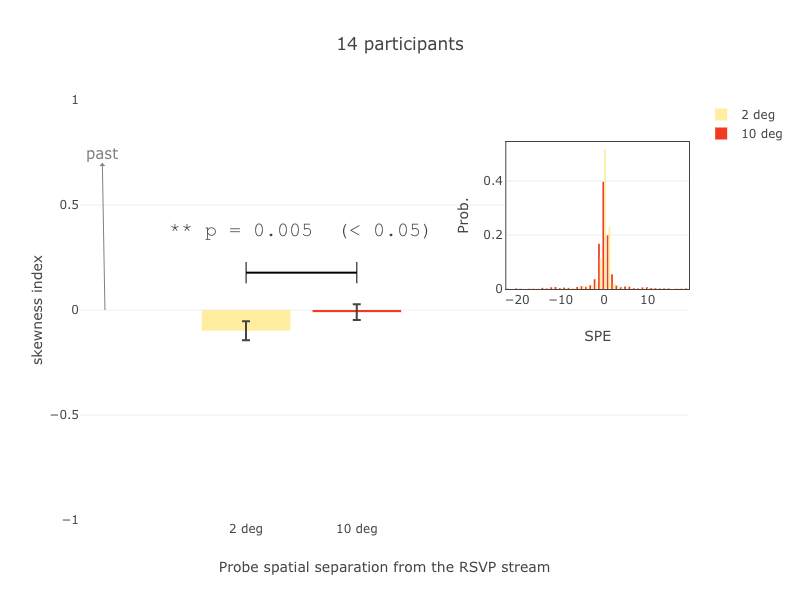 14 participants
2 deg
10 deg
past
** p = 0.005  (< 0.05)
skewness index
1
0.5
0
−0.5
−1
2 deg
10 deg
Probe spatial separation from the RSVP stream
Prob.
0.4
0.2
0
−20
−10
0
10
SPE